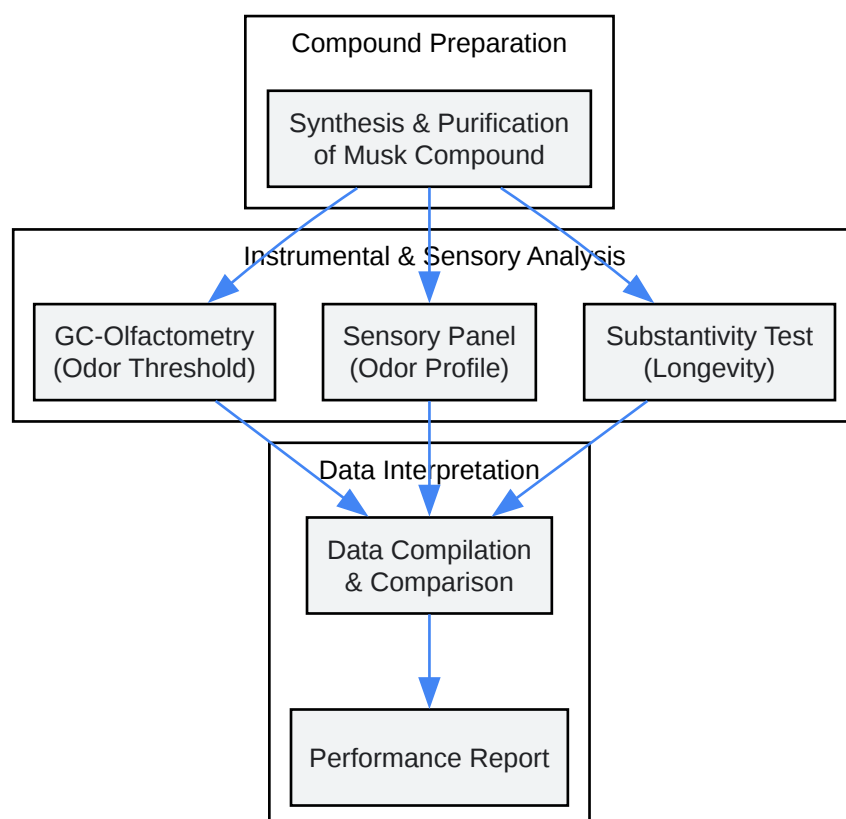 Compound Preparation
Synthesis & Purification
of Musk Compound
Instrumental & Sensory Analysis
GC-Olfactometry
(Odor Threshold)
Sensory Panel
(Odor Profile)
Substantivity Test
(Longevity)
Data Interpretation
Data Compilation
& Comparison
Performance Report